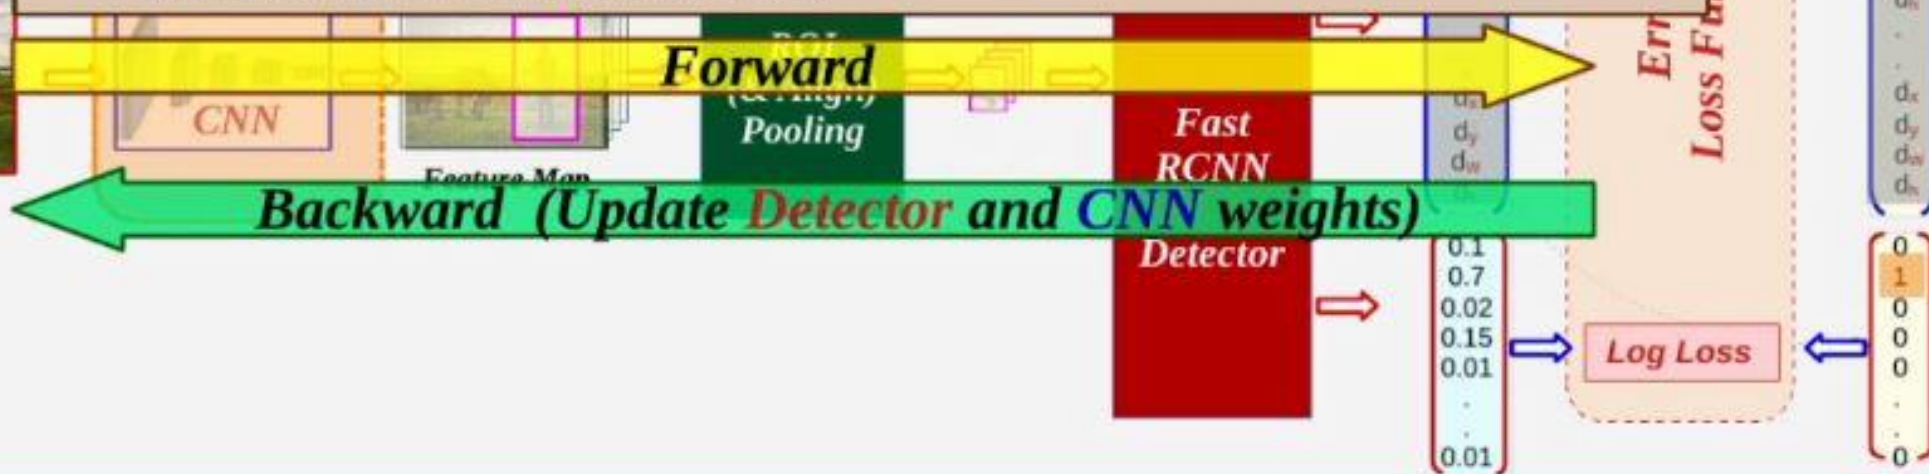 Forward
CNN
Pooling
Feature Map
Backward (Update Detector and CNN weights)
Fast
RCNN
Detector
dy
dw
0.1
0.7
0.02
0.15
0.01
.
.
0.01
Log Loss
.
.
dx
dy
dw
dh
0
1
0
0
0
.
.
0